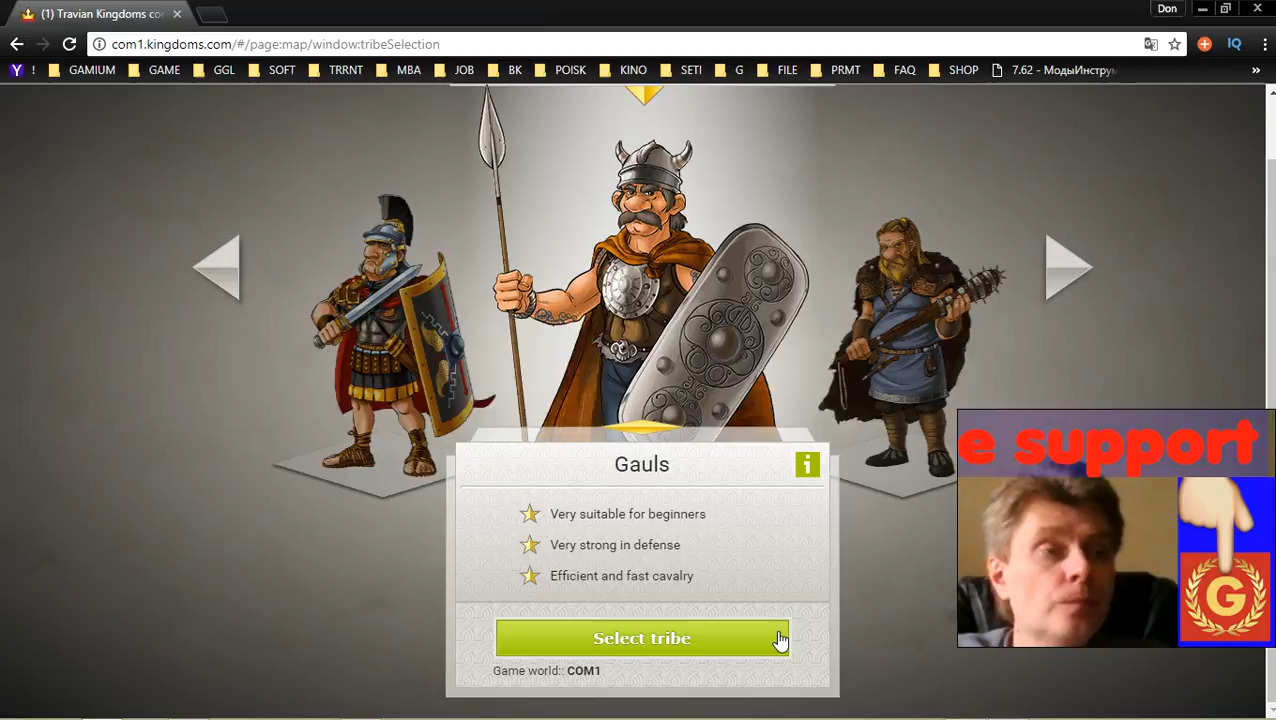 (1) Travian Kingdoms co
Don
com1.kingdoms.com/#/page:map/window:tribeSelection
IQ
Y ! GAMIUM GAME GGL SOFT TRRNT MBA JOB BK POISK KINO SETI G FILE PRMT FAQ SHOP 7.62 - МодыИнструм »
Gauls
i
Very suitable for beginners
Very strong in defense
Efficient and fast cavalry
Select tribe
Game world:: COM1
e support
G